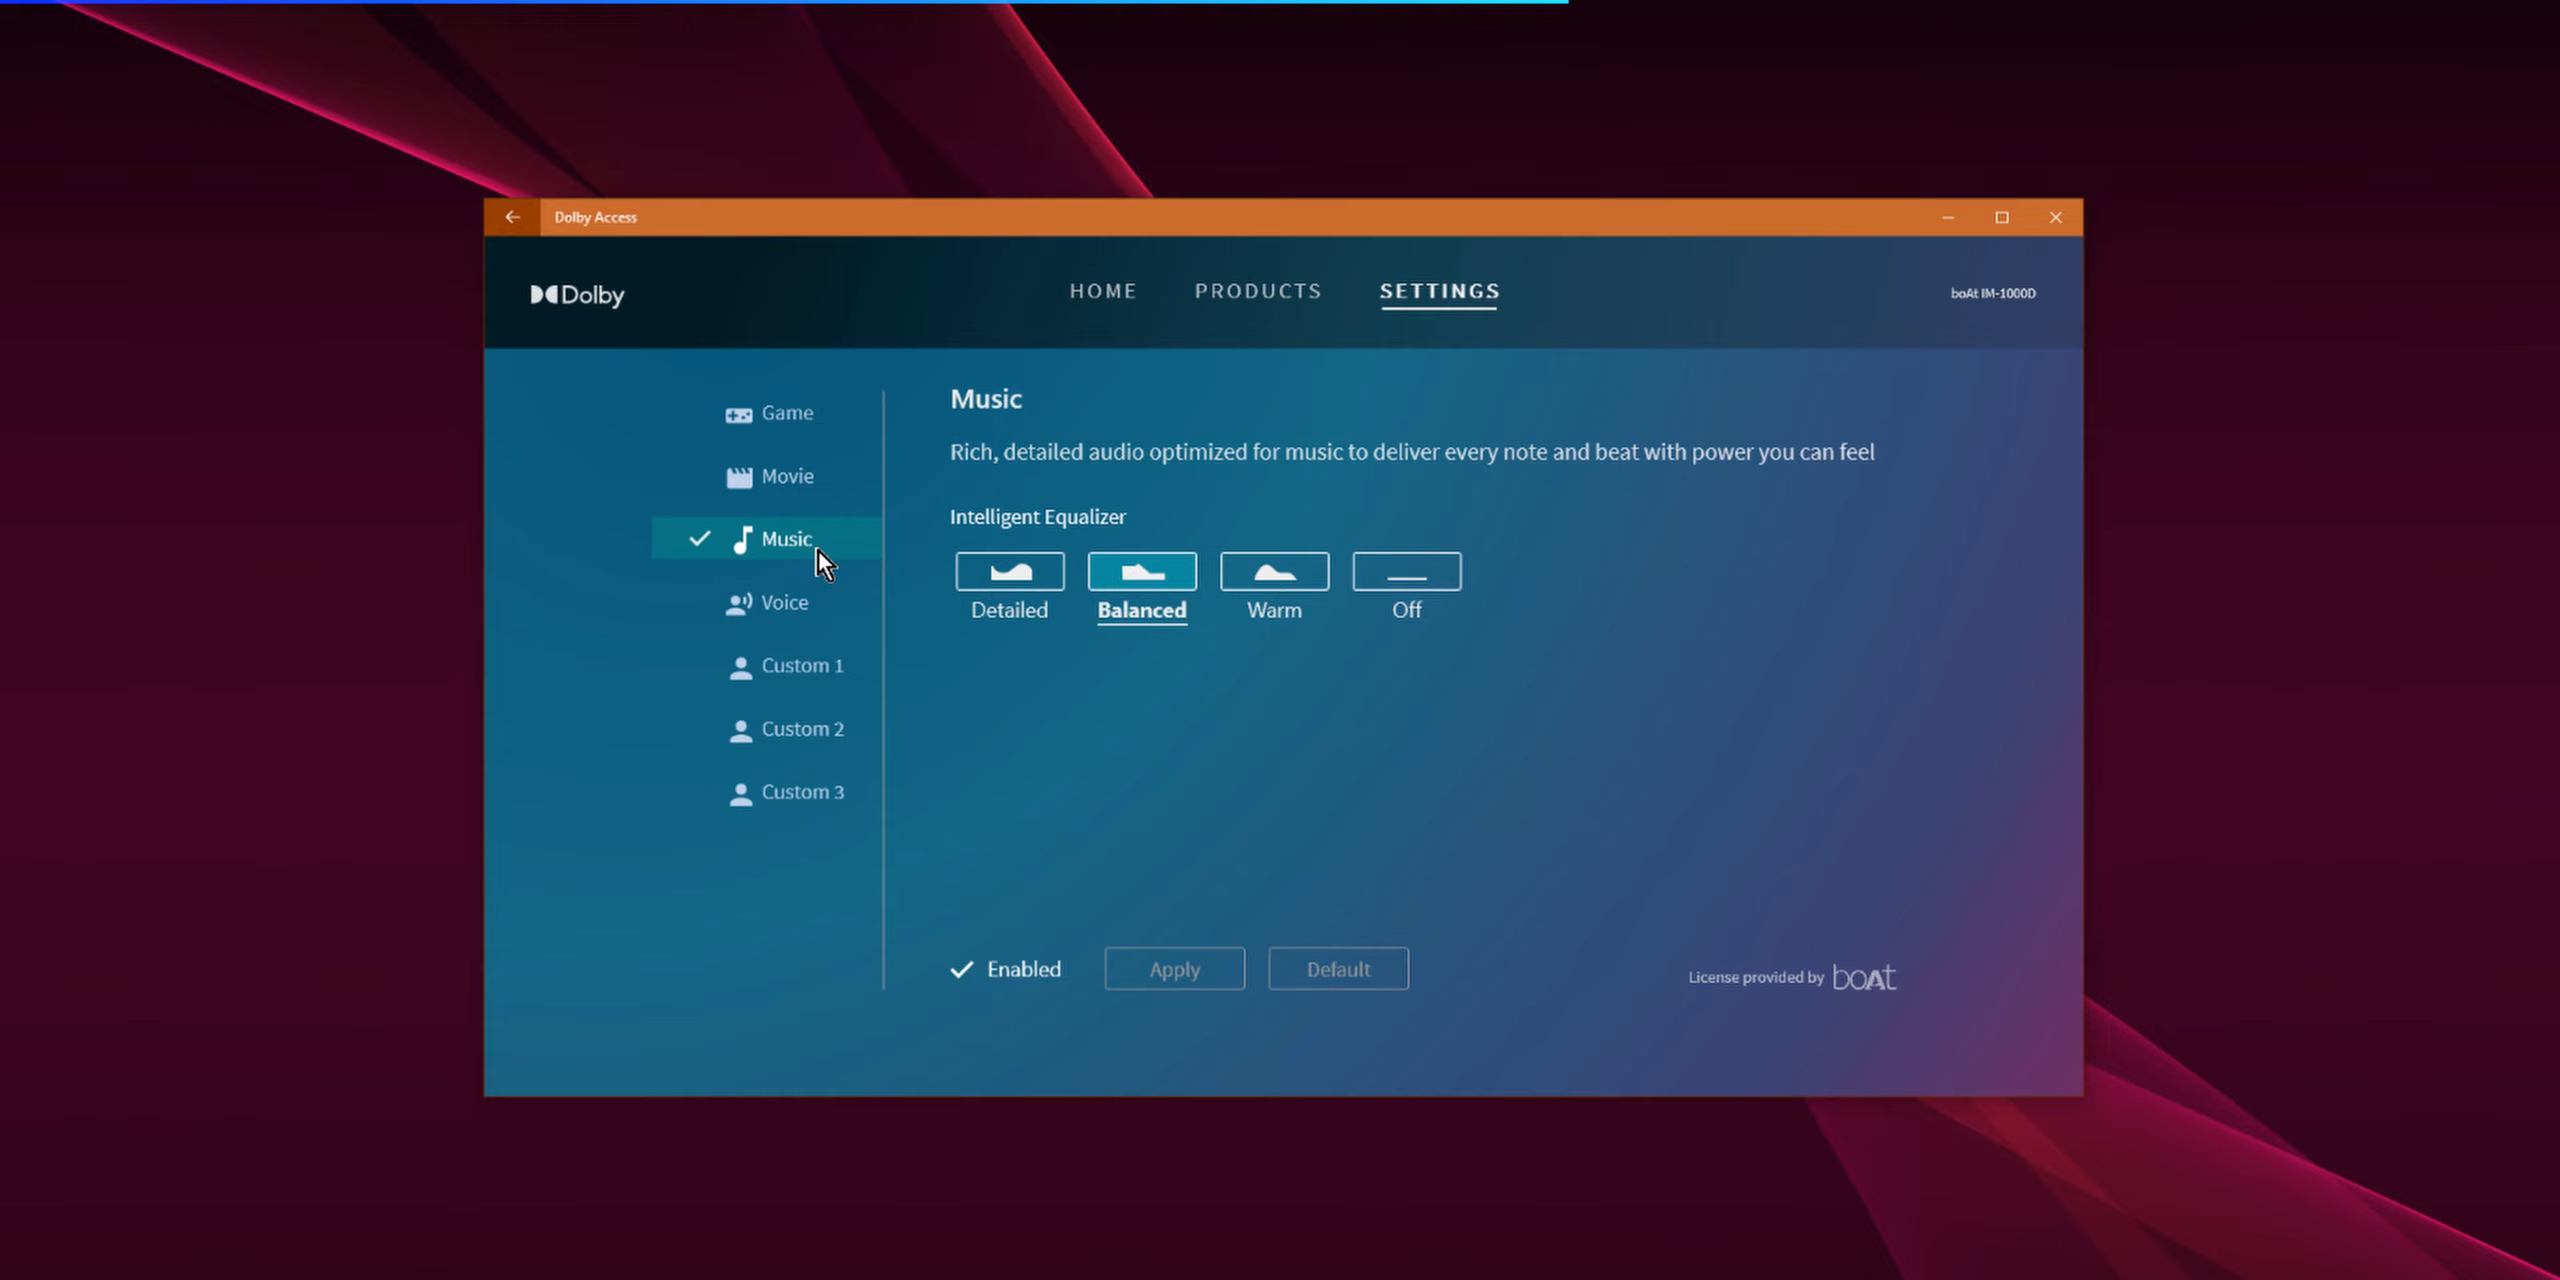 Dolby Access
Dolby
HOME PRODUCTS SETTINGS
boAt IM-1000D
Game
Movie
Music
Voice
Custom 1
Custom 2
Custom 3
Music
Rich, detailed audio optimized for music to deliver every note and beat with power you can feel
Intelligent Equalizer
Detailed Balanced Warm Off
Enabled Apply Default
License provided by boAt